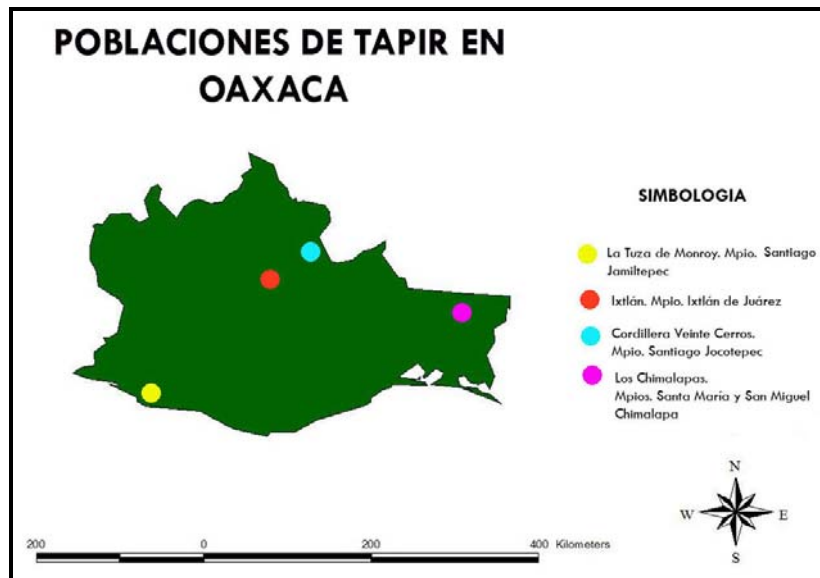 POBLACIONES DE TAPIR EN
OAXACA
SIMBOLOGIA
La Tuza de Monroy. Mpio. Santiago
Jamiltepec
Ixtlán. Mpio. Ixtlán de Juárez
Cordillera Veinte Cerros.
Mpio. Santiago Jocotepec
Los Chimalapas.
Mpios. Santa María y San Miguel
Chimalapa
N
W E
S
200 0 200 400 Kilometers